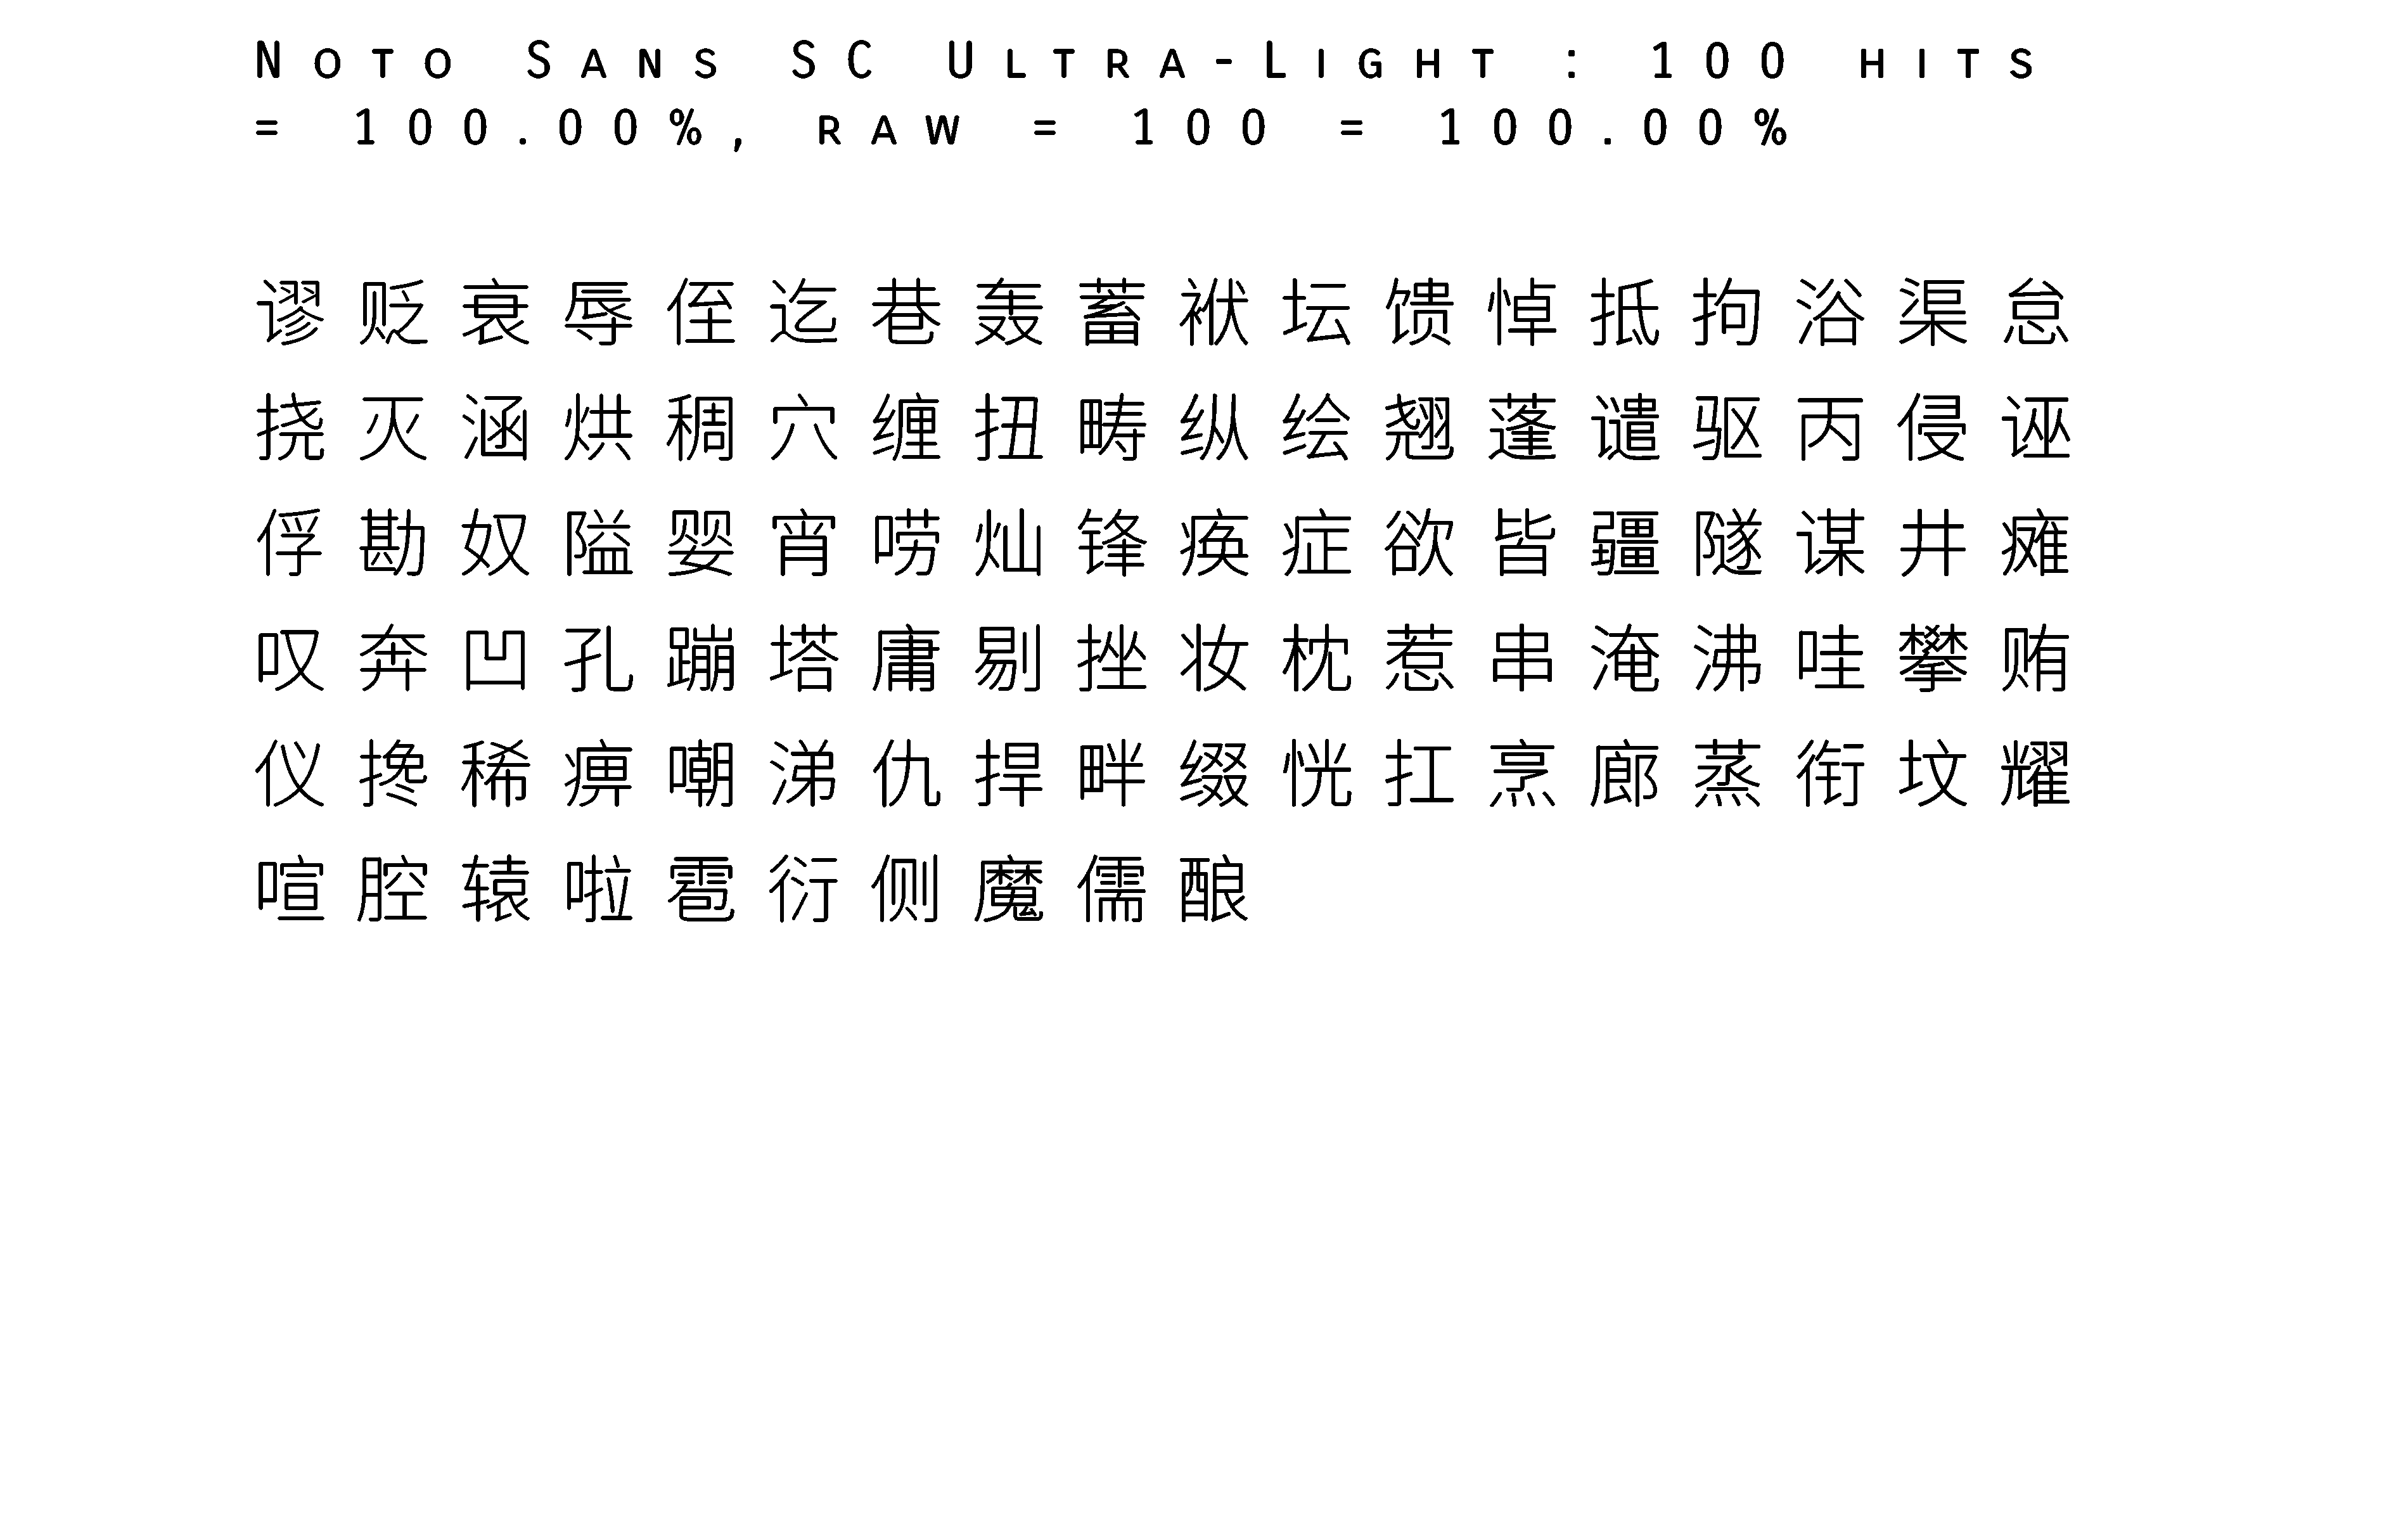 Noto Sans SC Ultra-Light : 100 hits
= 100.00%, raw = 100 = 100.00%
谬贬哀辱侄迄巷轰蓄袱坛馈悼抵拘浴渠怠
挠灭涵烘稠穴缠扭畴纵绘翘蓬谴驱丙侵诬
俘勘奴隘婴宵唠灿锋痪症欲皆疆隧谋井瘫
叹奔凹孔蹦塔庸剔挫妆枕惹串淹沸哇攀贿
仪搀稀痹嘲涕仇捍畔缀恍扛烹廊蒸衔坟耀
喧腔辕啦雹衍侧魔儒酿